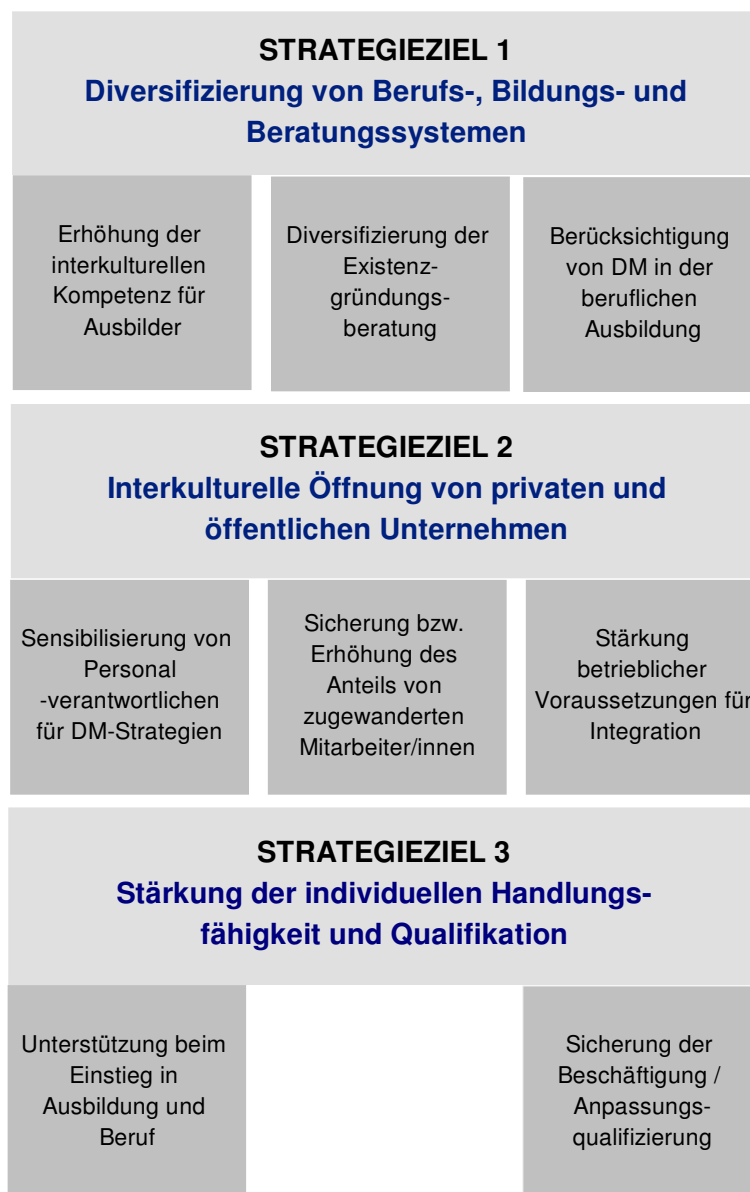 STRATEGIEZIEL 1
Diversifizierung von Berufs-, Bildungs- und
Beratungssystemen
Erhöhung der
interkulturellen
Kompetenz für
Ausbilder
Diversifizierung der
Existenz-
gründungs-
beratung
Berücksichtigung
von DM in der
beruflichen
Ausbildung
STRATEGIEZIEL 2
Interkulturelle Öffnung von privaten und
öffentlichen Unternehmen
Sensibilisierung von
Personal
-verantwortlichen
für DM-Strategien
Sicherung bzw.
Erhöhung des
Anteils von
zugewanderten
Mitarbeiter/innen
Stärkung
betrieblicher
Voraussetzungen für
Integration
STRATEGIEZIEL 3
Stärkung der individuellen Handlungs-
fähigkeit und Qualifikation
Unterstützung beim
Einstieg in
Ausbildung und
Beruf
Sicherung der
Beschäftigung /
Anpassungs-
qualifizierung